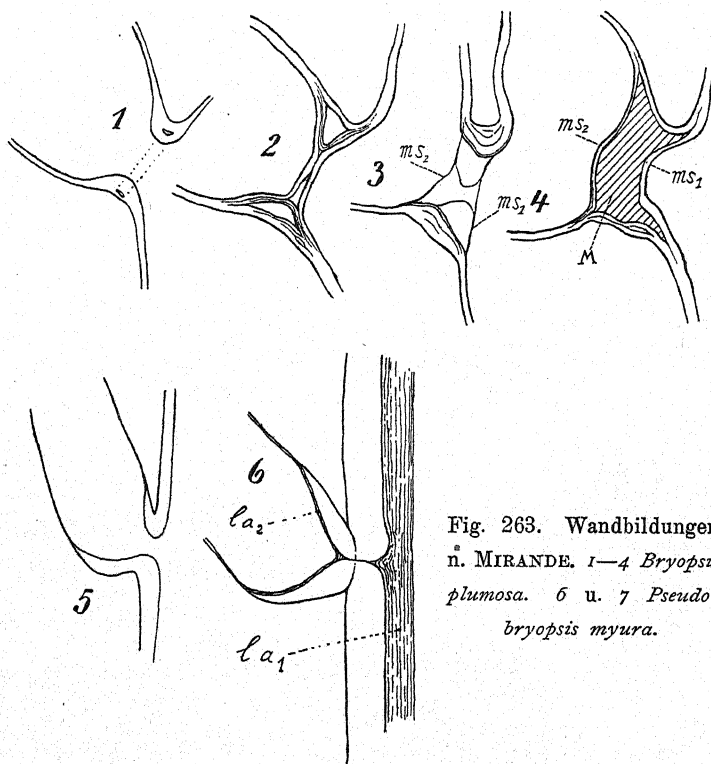 1
2
3
4
ms₂
ms₁
ms₂
ms₁
M
5
6
la₂
la₁
Fig. 263. Wandbildungen
n. MIRANDE. 1—4 Bryopsis
plumosa. 6 u. 7 Pseudo-
bryopsis myura.